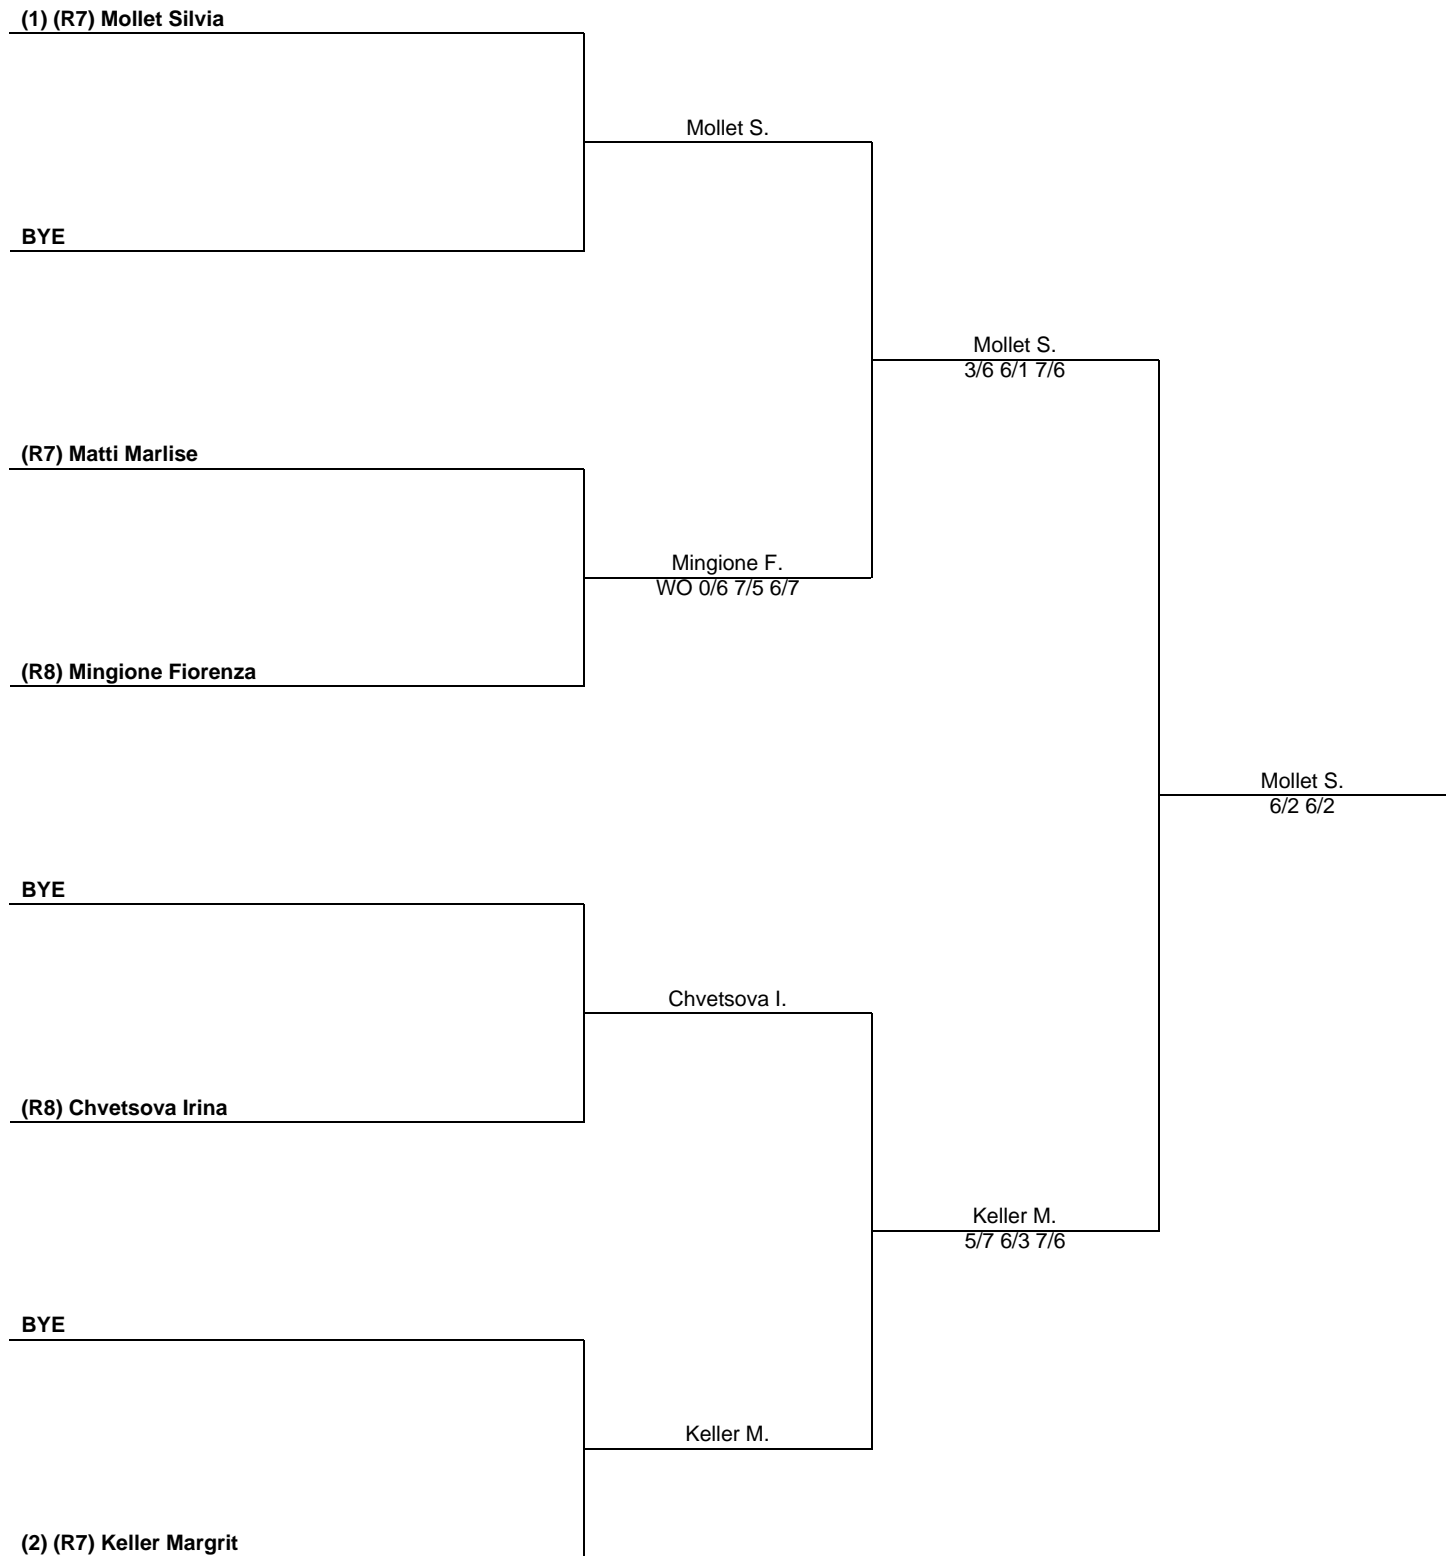 (1) (R7) Mollet Silvia
Mollet S.
BYE
Mollet S.
3/6 6/1 7/6
(R7) Matti Marlise
Mingione F.
WO 0/6 7/5 6/7
(R8) Mingione Fiorenza
Mollet S.
6/2 6/2
BYE
Chvetsova I.
(R8) Chvetsova Irina
Keller M.
5/7 6/3 7/6
BYE
Keller M.
(2) (R7) Keller Margrit